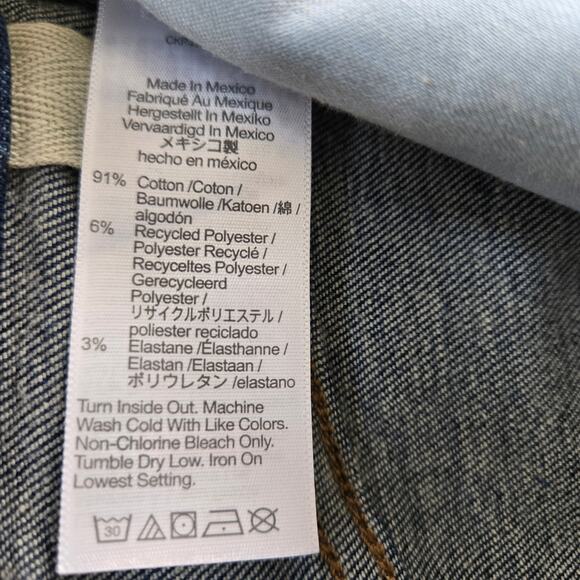 Made In Mexico
Fabriqué Au Mexique
Hergestellt In Mexiko
Vervaardigd In Mexico
メキシコ製
hecho en méxico
91% Cotton /Coton /
Baumwolle /Katoen /綿 /
algodón
6% Recycled Polyester /
Polyester Recyclé /
Recyceltes Polyester /
Gerecycleerd
Polyester /
リサイクルポリエステル /
poliester reciclado
3% Elastane /Élasthanne /
Elastan /Elastaan /
ポリウレタン /elastano
Turn Inside Out. Machine
Wash Cold With Like Colors.
Non-Chlorine Bleach Only.
Tumble Dry Low. Iron On
Lowest Setting.
30